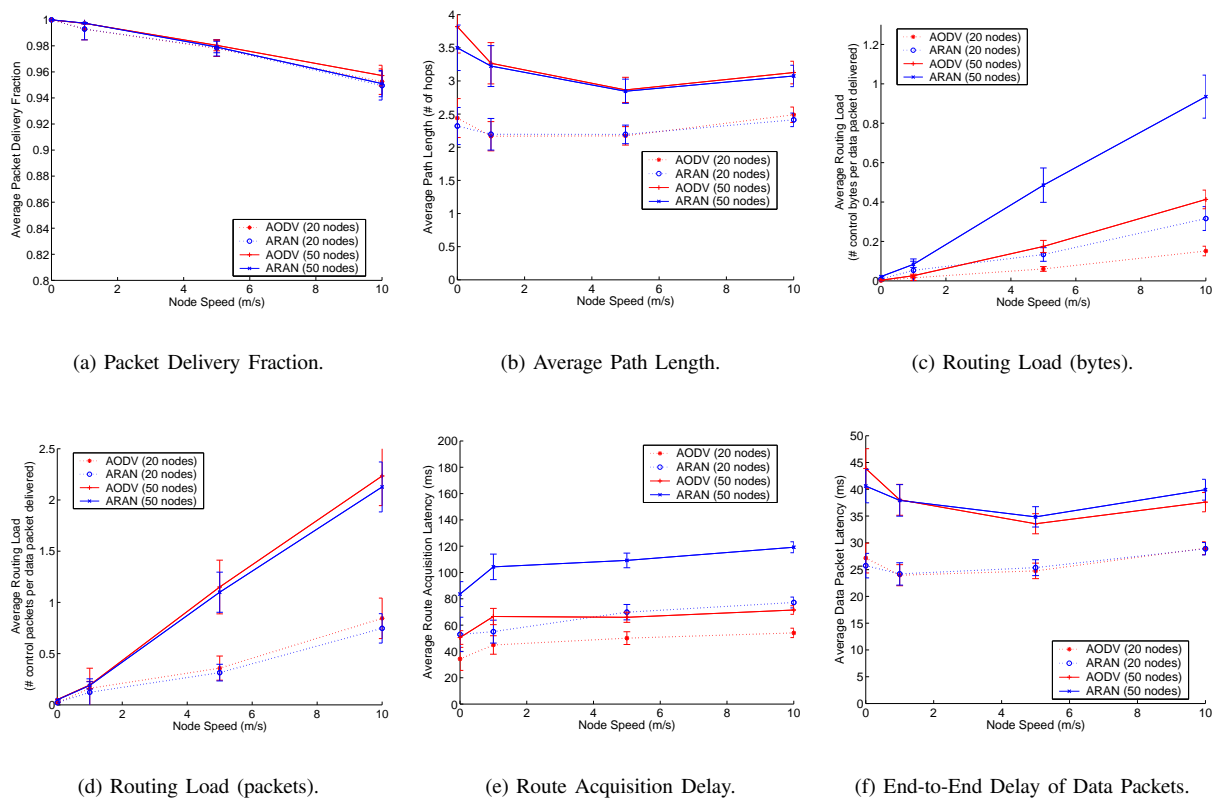 1
0.98
0.96
0.94
0.92
0.9
0.88
0.86
0.84
0.82
0.8
0 2 4 6 8 10
Average Packet Delivery Fraction
Node Speed (m/s)
AODV (20 nodes)
ARAN (20 nodes)
AODV (50 nodes)
ARAN (50 nodes)
(a) Packet Delivery Fraction.
4
3.5
3
2.5
2
1.5
1
0.5
0
0 2 4 6 8 10
Average Path Length (# of hops)
Node Speed (m/s)
AODV (20 nodes)
ARAN (20 nodes)
AODV (50 nodes)
ARAN (50 nodes)
(b) Average Path Length.
1.2
1
0.8
0.6
0.4
0.2
0
0 2 4 6 8 10
Average Routing Load
(# control bytes per data packet delivered)
Node Speed (m/s)
AODV (20 nodes)
ARAN (20 nodes)
AODV (50 nodes)
ARAN (50 nodes)
(c) Routing Load (bytes).
2.5
2
1.5
1
0.5
0
0 2 4 6 8 10
Average Routing Load
(# control packets per data packet delivered)
Node Speed (m/s)
AODV (20 nodes)
ARAN (20 nodes)
AODV (50 nodes)
ARAN (50 nodes)
(d) Routing Load (packets).
200
180
160
140
120
100
80
60
40
20
0
0 2 4 6 8 10
Average Route Acquisition Latency (ms)
Node Speed (m/s)
AODV (20 nodes)
ARAN (20 nodes)
AODV (50 nodes)
ARAN (50 nodes)
(e) Route Acquisition Delay.
50
45
40
35
30
25
20
15
10
5
0
0 2 4 6 8 10
Average Data Packet Latency (ms)
Node Speed (m/s)
AODV (20 nodes)
ARAN (20 nodes)
AODV (50 nodes)
ARAN (50 nodes)
(f) End-to-End Delay of Data Packets.